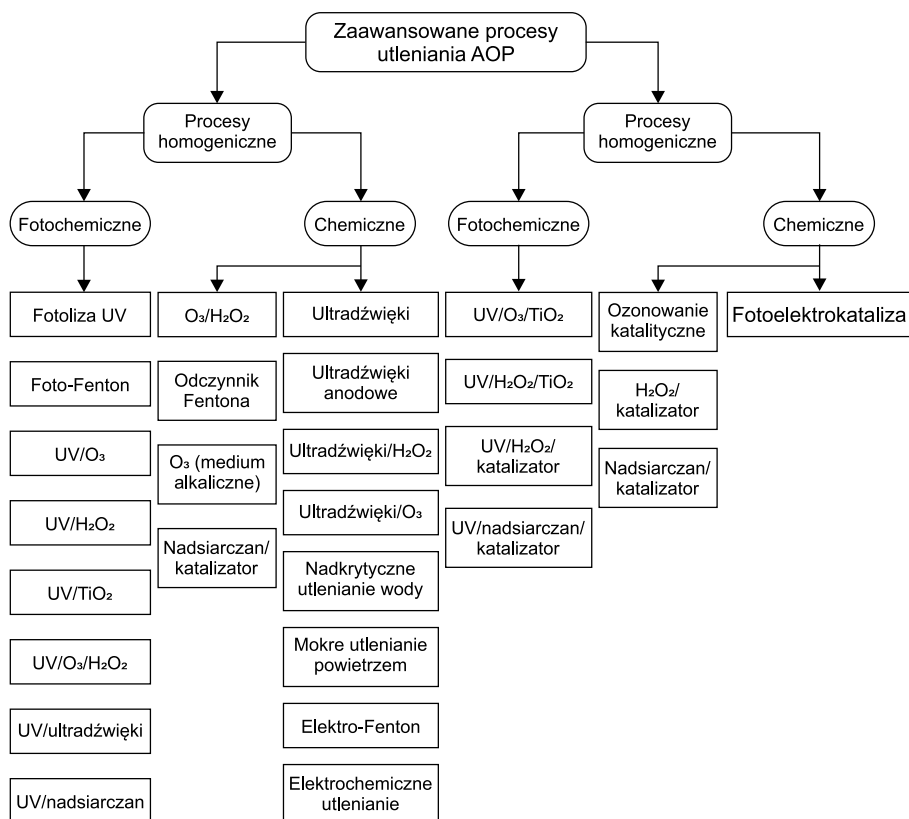 Zaawansowane procesy
utleniania AOP
Procesy
homogeniczne
Procesy
homogeniczne
Fotochemiczne
Chemiczne
Fotochemiczne
Chemiczne
Fotoliza UV
Foto-Fenton
UV/O₃
UV/H₂O₂
UV/TiO₂
UV/O₃/H₂O₂
UV/ultradźwięki
UV/nadsiarczan
O₃/H₂O₂
Odczynnik
Fentona
O₃ (medium
alkaliczne)
Nadsiarczan/
katalizator
Ultradźwięki
Ultradźwięki
anodowe
Ultradźwięki/H₂O₂
Ultradźwięki/O₃
Nadkrytyczne
utlenianie wody
Mokre utlenianie
powietrzem
Elektro-Fenton
Elektrochemiczne
utlenianie
UV/O₃/TiO₂
UV/H₂O₂/TiO₂
UV/H₂O₂/
katalizator
UV/nadsiarczan/
katalizator
Ozonowanie
katalityczne
H₂O₂/
katalizator
Nadsiarczan/
katalizator
Fotoelektrokataliza